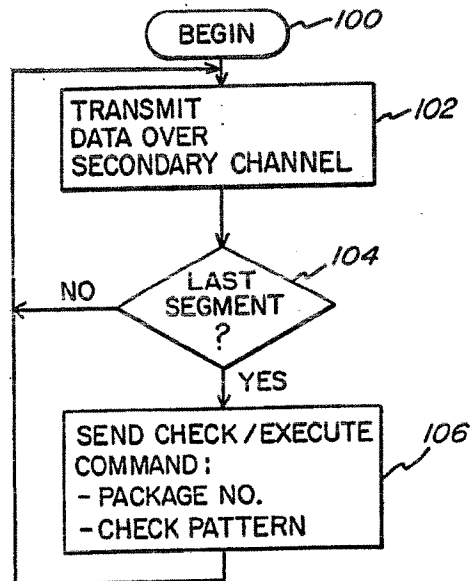 BEGIN
100
TRANSMIT
DATA OVER
SECONDARY CHANNEL
102
LAST
SEGMENT
?
104
NO
YES
SEND CHECK/EXECUTE
COMMAND:
- PACKAGE NO.
- CHECK PATTERN
106